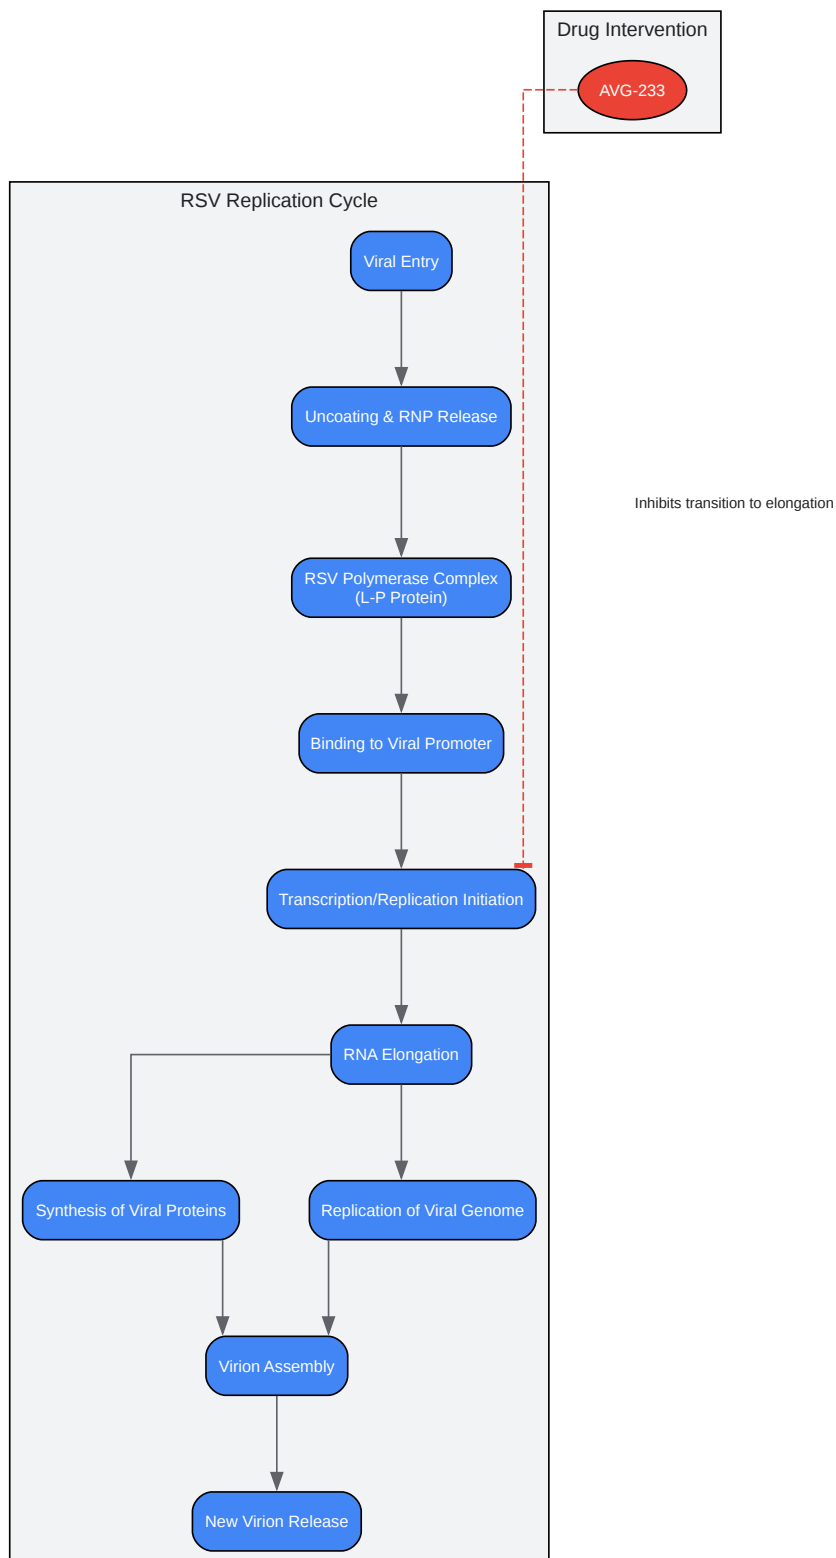 Drug Intervention
AVG-233
RSV Replication Cycle
Viral Entry
Uncoating & RNP Release
Inhibits transition to elongation
RSV Polymerase Complex
(L-P Protein)
Binding to Viral Promoter
Transcription/Replication Initiation
RNA Elongation
Synthesis of Viral Proteins
Replication of Viral Genome
Virion Assembly
New Virion Release